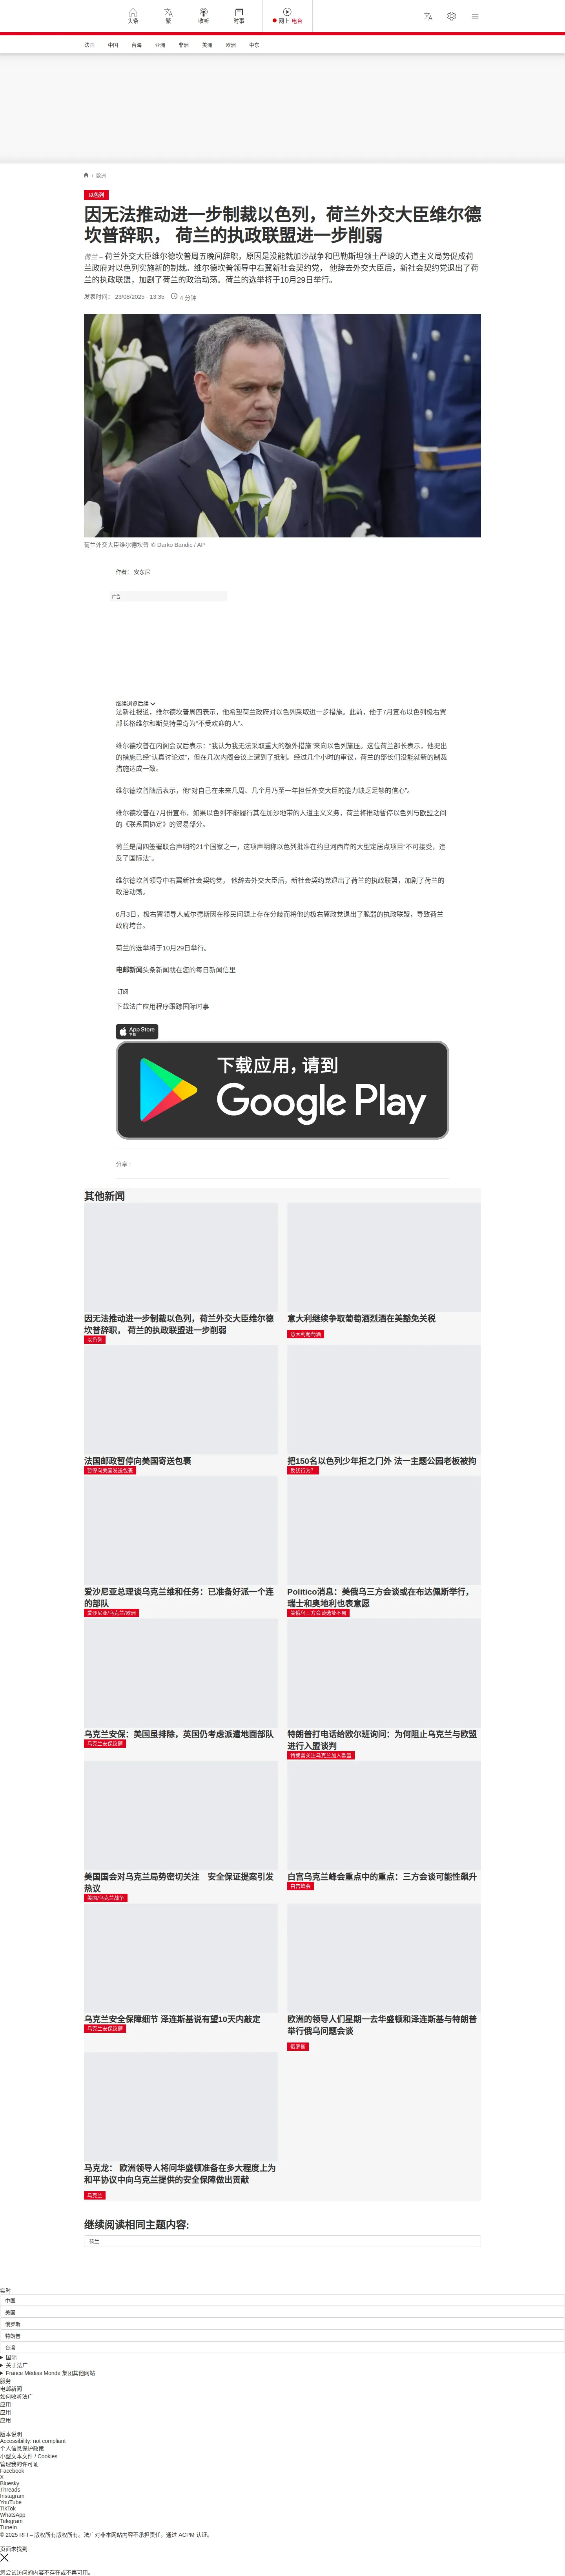 头条
繁
收听
时事
网上 电台
法国 中国 台海 亚洲 非洲 美洲 欧洲 中东
/ 欧洲
以色列
因无法推动进一步制裁以色列，荷兰外交大臣维尔德
坎普辞职， 荷兰的执政联盟进一步削弱
荷兰 – 荷兰外交大臣维尔德坎普周五晚间辞职，原因是没能就加沙战争和巴勒斯坦领土严峻的人道主义局势促成荷
兰政府对以色列实施新的制裁。维尔德坎普领导中右翼新社会契约党， 他辞去外交大臣后，新社会契约党退出了荷
兰的执政联盟，加剧了荷兰的政治动荡。荷兰的选举将于10月29日举行。
发表时间： 23/08/2025 - 13:35 4 分钟
荷兰外交大臣维尔德坎普 © Darko Bandic / AP
作者： 安东尼
广告
继续浏览后续
法新社报道，维尔德坎普周四表示，他希望荷兰政府对以色列采取进一步措施。此前，他于7月宣布以色列极右翼
部长格维尔和斯莫特里奇为“不受欢迎的人”。
维尔德坎普在内阁会议后表示：“我认为我无法采取重大的额外措施”来向以色列施压。这位荷兰部长表示，他提出
的措施已经“认真讨论过”，但在几次内阁会议上遭到了抵制。经过几个小时的审议，荷兰的部长们没能就新的制裁
措施达成一致。
维尔德坎普随后表示，他“对自己在未来几周、几个月乃至一年担任外交大臣的能力缺乏足够的信心”。
维尔德坎普在7月份宣布，如果以色列不能履行其在加沙地带的人道主义义务，荷兰将推动暂停以色列与欧盟之间
的《联系国协定》的贸易部分。
荷兰是周四签署联合声明的21个国家之一，这项声明称以色列批准在约旦河西岸的大型定居点项目“不可接受，违
反了国际法”。
维尔德坎普领导中右翼新社会契约党， 他辞去外交大臣后，新社会契约党退出了荷兰的执政联盟，加剧了荷兰的
政治动荡。
6月3日，极右翼领导人威尔德斯因在移民问题上存在分歧而将他的极右翼政党退出了脆弱的执政联盟，导致荷兰
政府垮台。
荷兰的选举将于10月29日举行。
电邮新闻头条新闻就在您的每日新闻信里
订阅
下载法广应用程序跟踪国际时事
App Store
下载
下载应用，请到
Google Play
分享 :
其他新闻
因无法推动进一步制裁以色列，荷兰外交大臣维尔德
坎普辞职， 荷兰的执政联盟进一步削弱
以色列
意大利继续争取葡萄酒烈酒在美豁免关税
意大利葡萄酒
法国邮政暂停向美国寄送包裹
暂停向美国发送包裹
把150名以色列少年拒之门外 法一主题公园老板被拘
反犹行为?
爱沙尼亚总理谈乌克兰维和任务：已准备好派一个连
的部队
爱沙尼亚/乌克兰/欧洲
Politico消息：美俄乌三方会谈或在布达佩斯举行，
瑞士和奥地利也表意愿
美俄乌三方会谈选址不易
乌克兰安保：美国虽排除，英国仍考虑派遣地面部队
乌克兰安保议题
特朗普打电话给欧尔班询问：为何阻止乌克兰与欧盟
进行入盟谈判
特朗普关注乌克兰加入欧盟
美国国会对乌克兰局势密切关注 安全保证提案引发
热议
美国/乌克兰战争
白宫乌克兰峰会重点中的重点：三方会谈可能性飙升
白宫峰会
乌克兰安全保障细节 泽连斯基说有望10天内敲定
乌克兰安保议题
欧洲的领导人们星期一去华盛顿和泽连斯基与特朗普
举行俄乌问题会谈
俄罗斯
马克龙： 欧洲领导人将问华盛顿准备在多大程度上为
和平协议中向乌克兰提供的安全保障做出贡献
乌克兰
继续阅读相同主题内容:
荷兰
实时
中国
美国
俄罗斯
特朗普
台湾
国际
关于法广
France Médias Monde 集团其他网站
服务
电邮新闻
如何收听法广
应用
应用
应用
版本说明
Accessibility: not compliant
个人信息保护政策
小型文本文件 / Cookies
管理我的许可证
Facebook
X
Bluesky
Threads
Instagram
YouTube
TikTok
WhatsApp
Telegram
TuneIn
© 2025 RFI – 版权所有版权所有。法广对非本网站内容不承担责任。通过 ACPM 认证。
页面未找到
您尝试访问的内容不存在或不再可用。